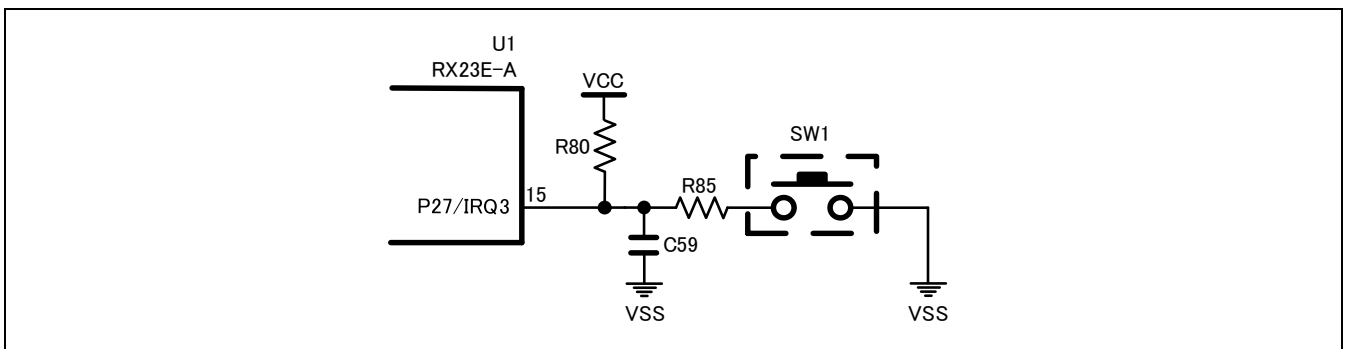 U1
RX23E-A
VCC
SW1
R80
R85
P27/IRQ3
15
C59
VSS
VSS